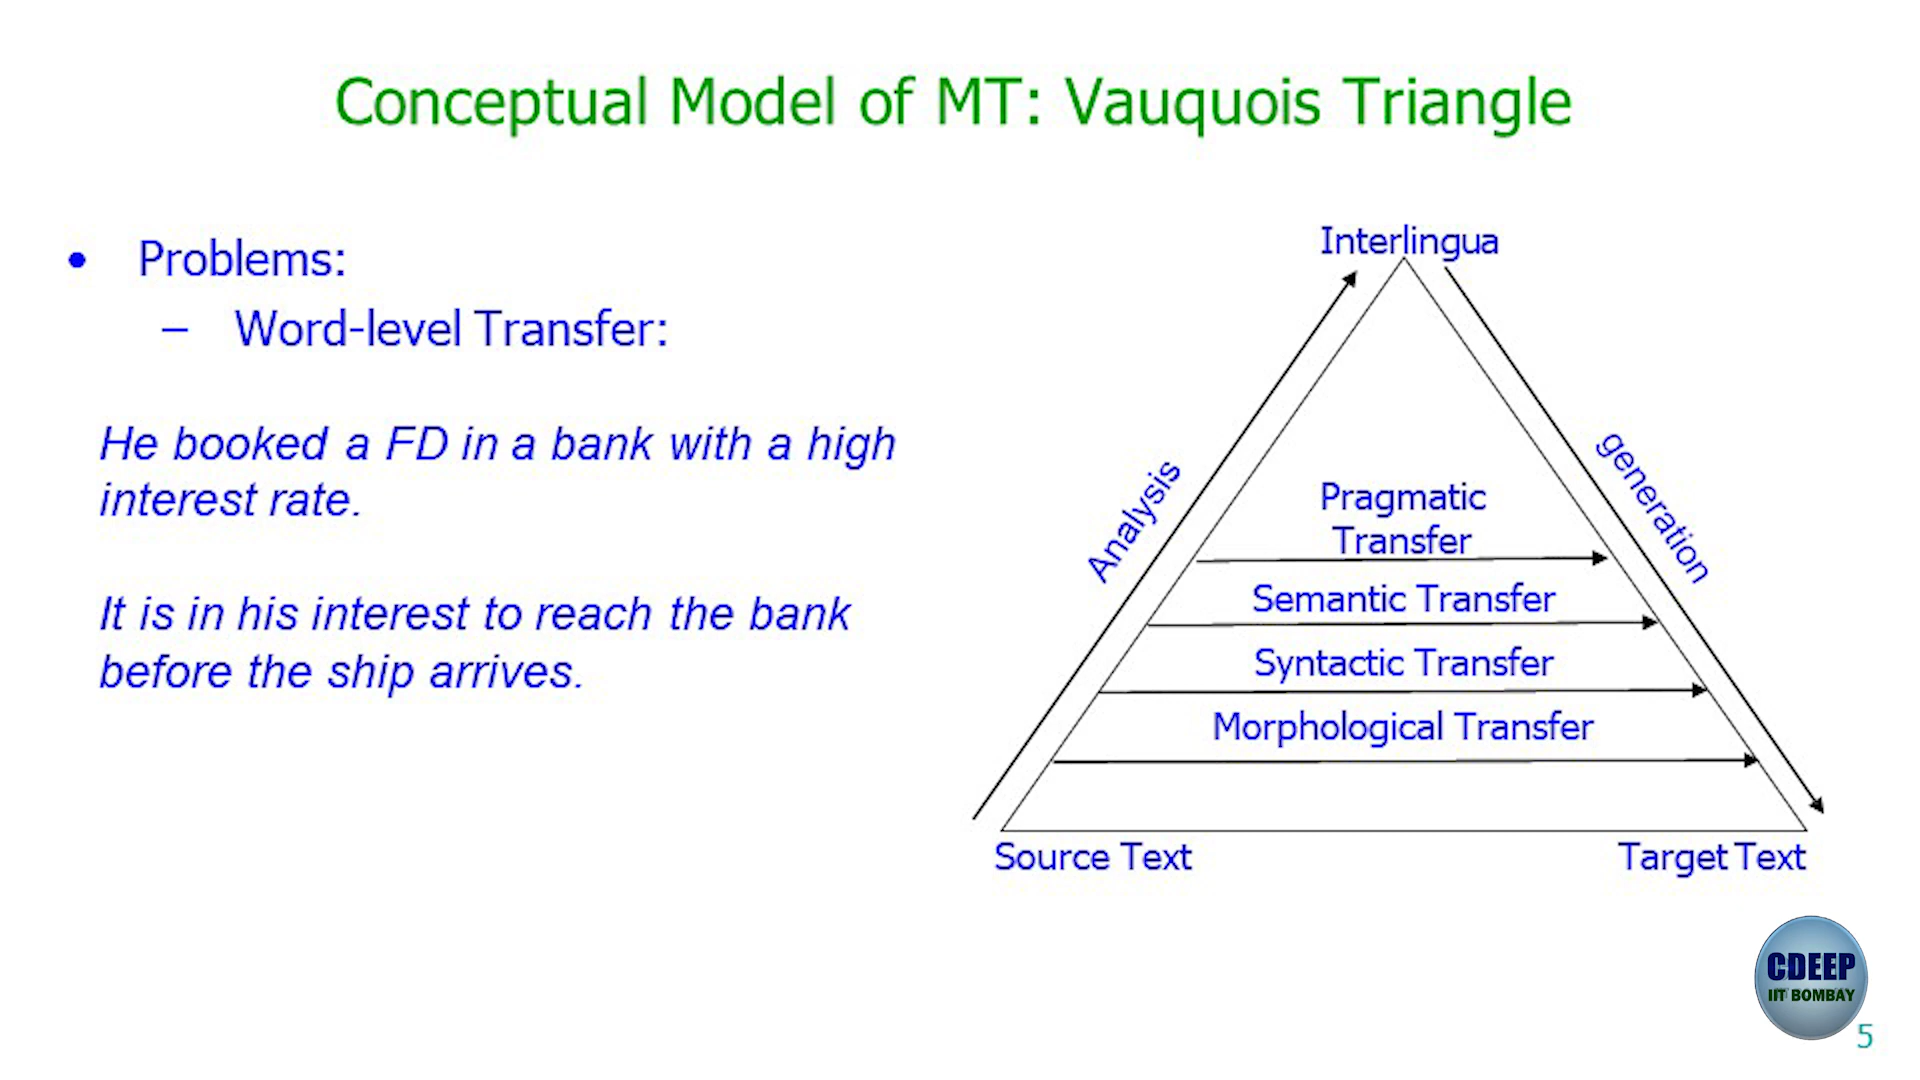 Conceptual Model of MT: Vauquois Triangle
• Problems:
– Word-level Transfer:
He booked a FD in a bank with a high
interest rate.
It is in his interest to reach the bank
before the ship arrives.
Interlingua
Analysis
generation
Pragmatic
Transfer
Semantic Transfer
Syntactic Transfer
Morphological Transfer
Source Text
Target Text
CDEEP
IIT BOMBAY
5